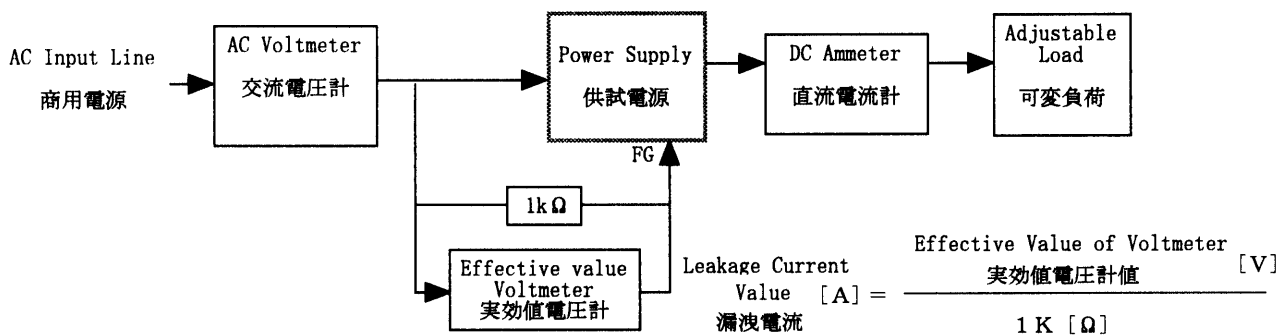 AC Input Line
商用電源
AC Voltmeter
交流電圧計
Power Supply
供試電源
DC Ammeter
直流電流計
Adjustable
Load
可変負荷
FG
1kΩ
Effective value
Voltmeter
実効値電圧計
Leakage Current
Value [A] =
漏洩電流
Effective Value of Voltmeter
実効値電圧計値 [V]
1 K [Ω]